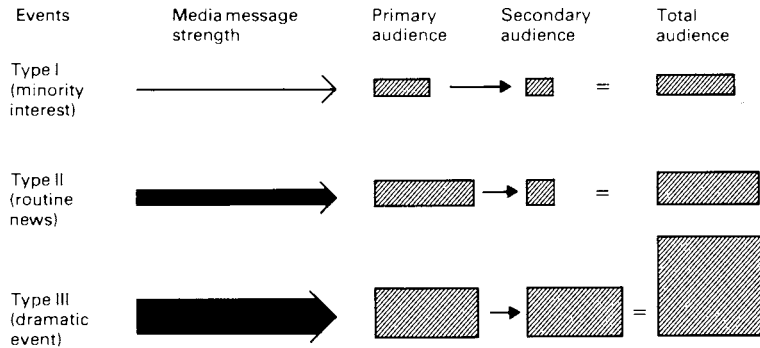 Events
Media message
strength
Primary
audience
Secondary
audience
Total
audience
Type I
(minority
interest)
=
Type II
(routine
news)
=
Type III
(dramatic
event)
=